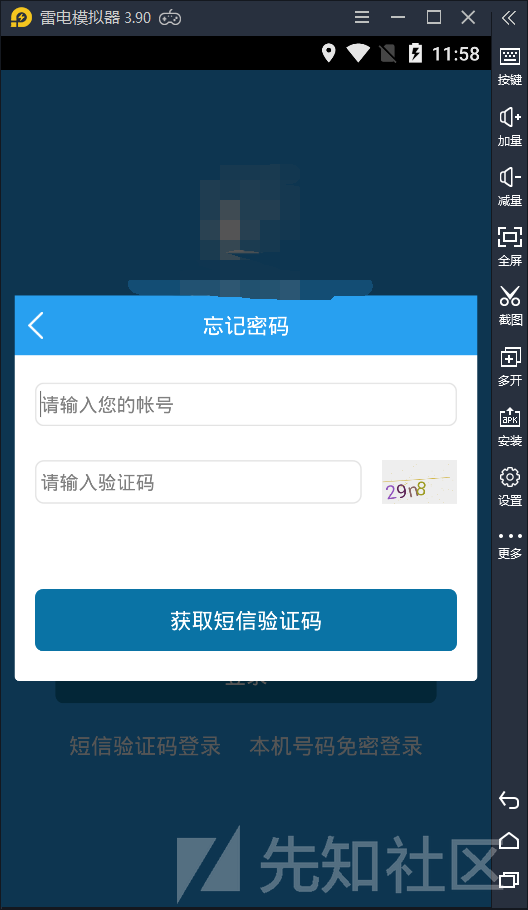 雷电模拟器 3.90
11:58
按键
加量
减量
全屏
截图
多开
APK
安装
设置
更多
忘记密码
请输入您的帐号
请输入验证码
29n8
获取短信验证码
登录
短信验证码登录 本机号码免密登录
先知社区